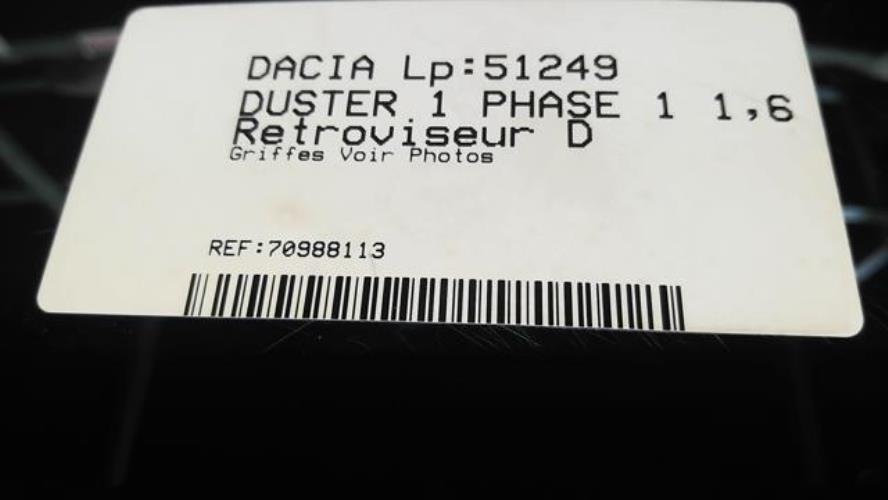 DACIA Lp:51249
DUSTER 1 PHASE 1 1,6
Retroviseur D
Griffes Voir Photos
REF:70988113